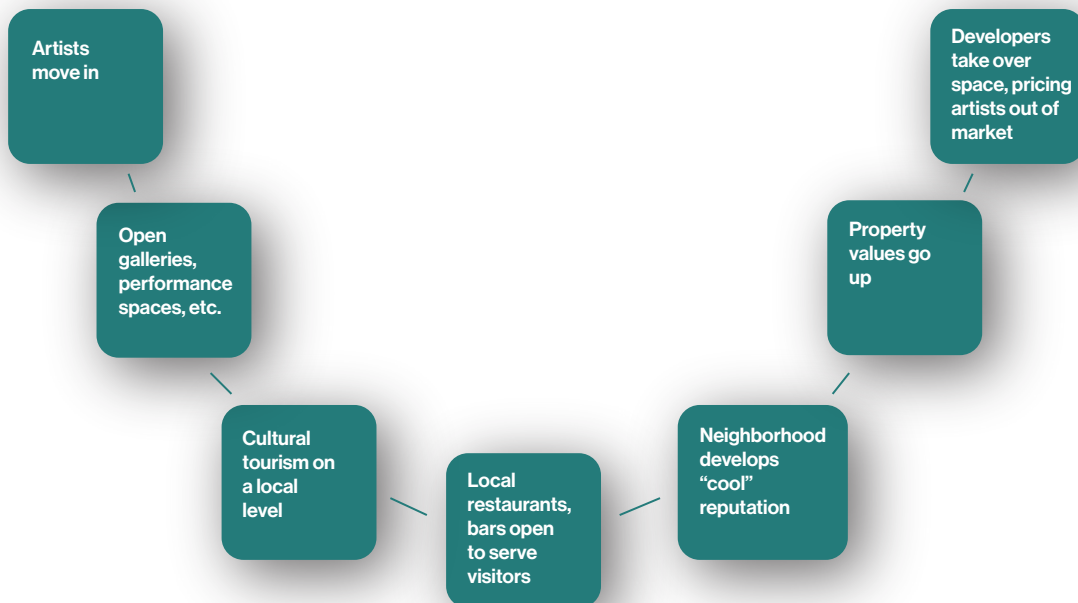 Artists
move in
Open
galleries,
performance
spaces, etc.
Cultural
tourism on
a local
level
Local
restaurants,
bars open
to serve
visitors
Neighborhood
develops
“cool”
reputation
Property
values go
up
Developers
take over
space, pricing
artists out of
market